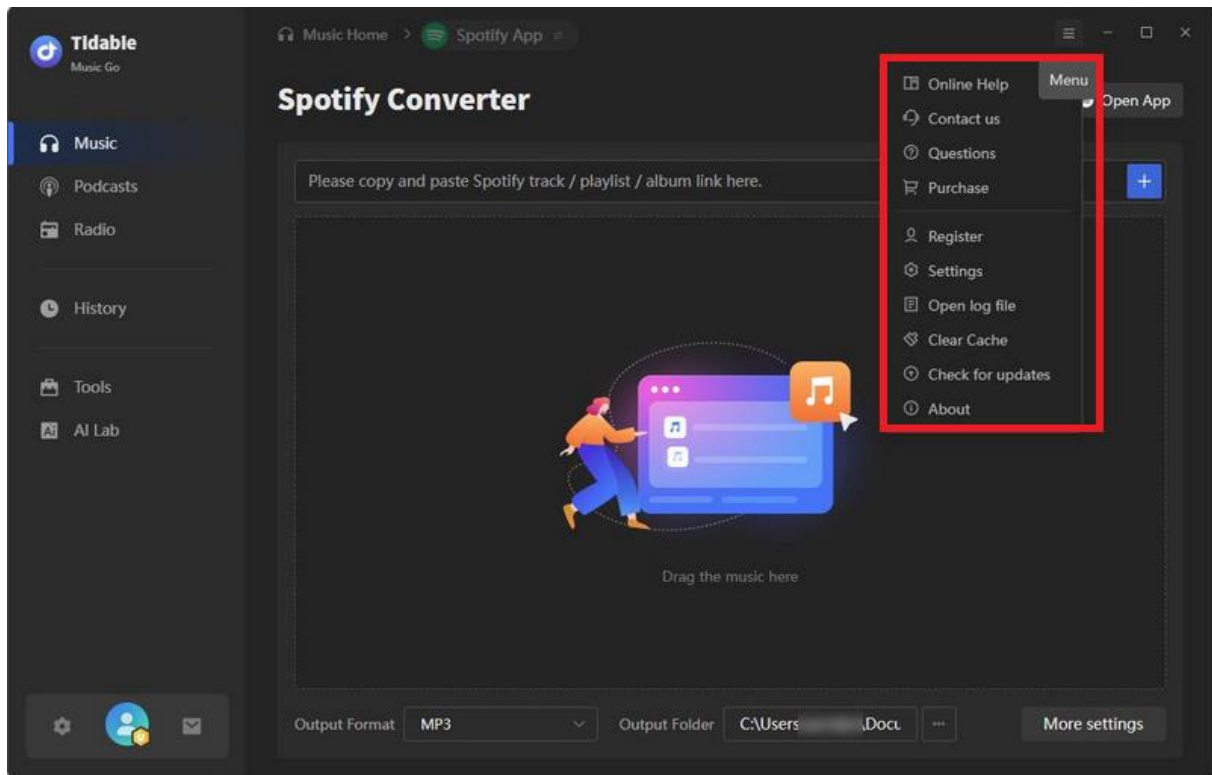 Tidable
Music Go
Music Home > Spotify App
Spotify Converter
Menu
Open App
Online Help
Contact us
Questions
Purchase
Register
Settings
Open log file
Clear Cache
Check for updates
About
Music
Podcasts
Radio
History
Tools
AI Lab
Please copy and paste Spotify track / playlist / album link here.
Drag the music here
Output Format MP3 Output Folder C:\Users \Docu ...
More settings